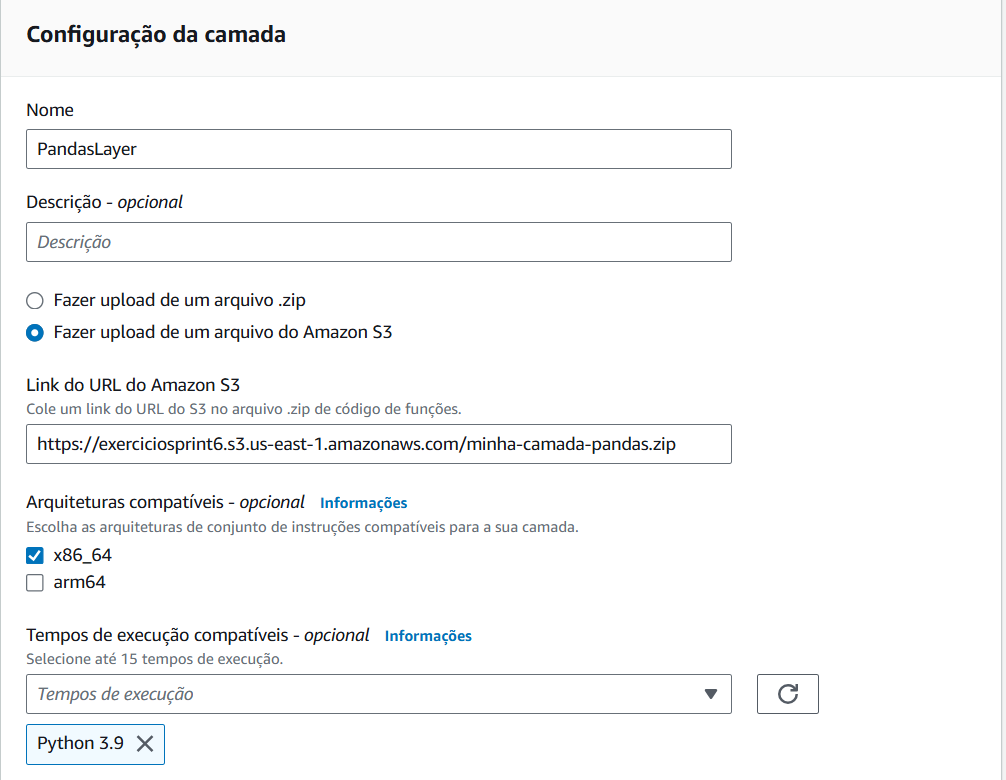 Configuração da camada
Nome
PandasLayer
Descrição - opcional
Descrição
Fazer upload de um arquivo .zip
Fazer upload de um arquivo do Amazon S3
Link do URL do Amazon S3
Cole um link do URL do S3 no arquivo .zip de código de funções.
https://exerciciosprint6.s3.us-east-1.amazonaws.com/minha-camada-pandas.zip
Arquiteturas compatíveis - opcional Informações
Escolha as arquiteturas de conjunto de instruções compatíveis para a sua camada.
x86_64
arm64
Tempos de execução compatíveis - opcional Informações
Selecione até 15 tempos de execução.
Tempos de execução
Python 3.9